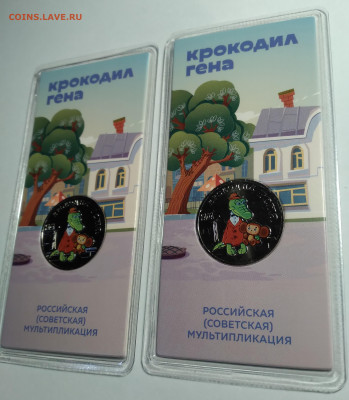 COINS.LAVE.RU
крокодил
гена
РОССИЙСКАЯ
(СОВЕТСКАЯ)
МУЛЬТИПЛИКАЦИЯ
крокодил
гена
РОССИЙСКАЯ
(СОВЕТСКАЯ)
МУЛЬТИПЛИКАЦИЯ